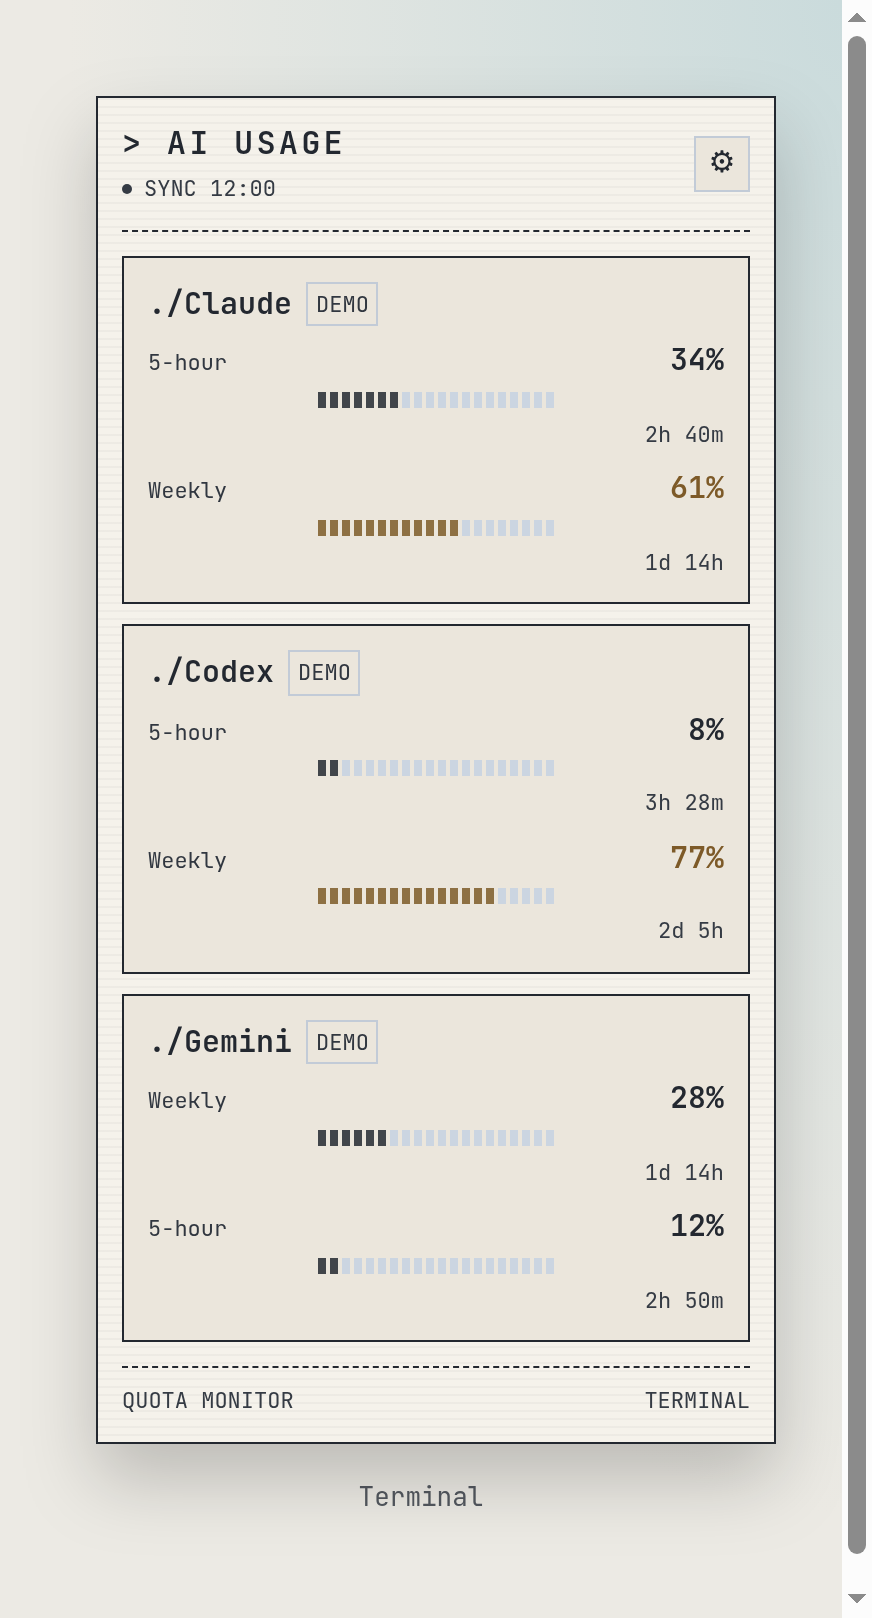 > AI USAGE
SYNC 12:00
./Claude DEMO
5-hour 34%
2h 40m
Weekly 61%
1d 14h
./Codex DEMO
5-hour 8%
3h 28m
Weekly 77%
2d 5h
./Gemini DEMO
Weekly 28%
1d 14h
5-hour 12%
2h 50m
QUOTA MONITOR TERMINAL
Terminal